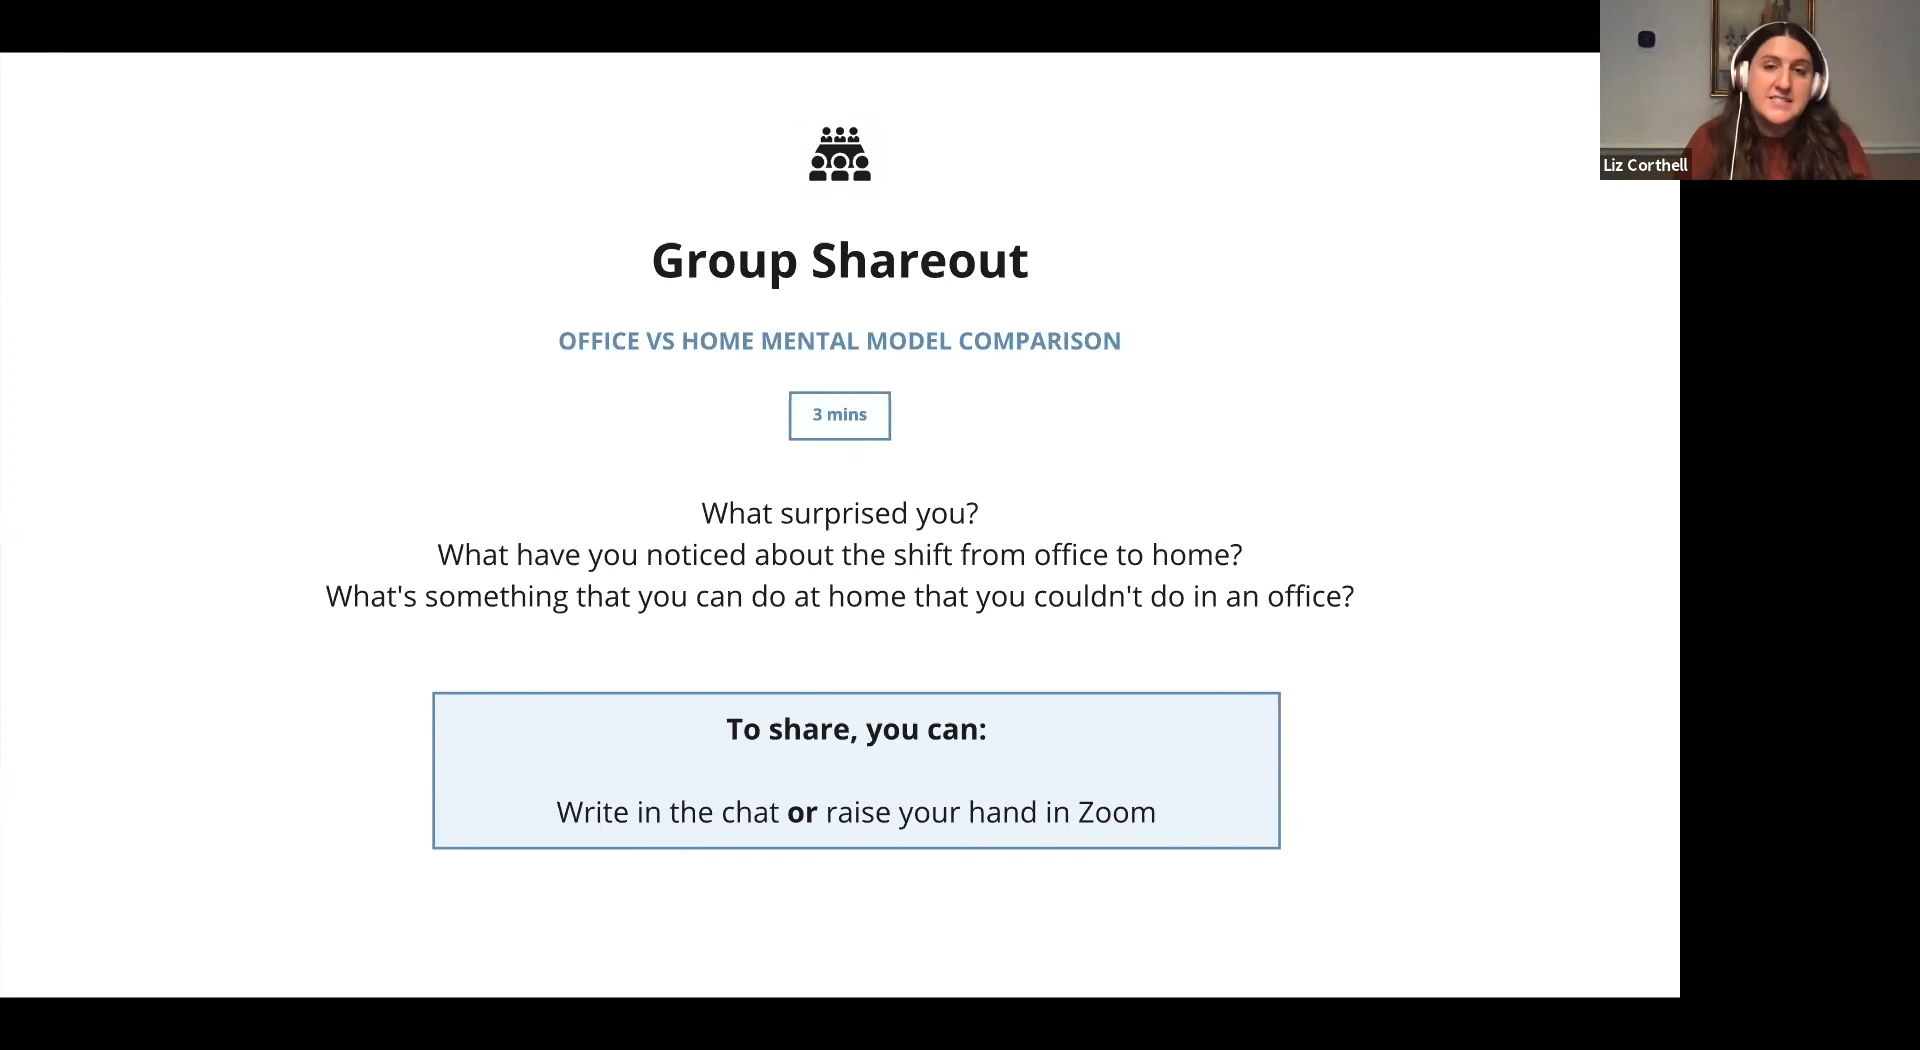 Group Shareout
OFFICE VS HOME MENTAL MODEL COMPARISON
3 mins
What surprised you?
What have you noticed about the shift from office to home?
What's something that you can do at home that you couldn't do in an office?
To share, you can:
Write in the chat or raise your hand in Zoom
Liz Corthell